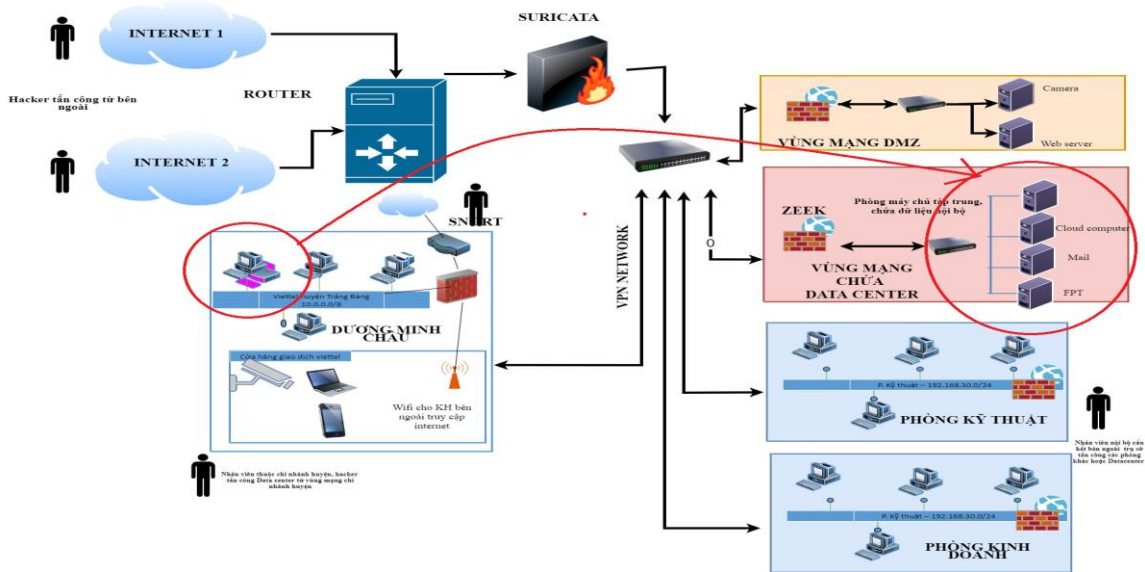 INTERNET 1
SURICATA
Hacker tấn công từ bên
ngoài
ROUTER
INTERNET 2
Camera
Web server
VÙNG MẠNG DMZ
Phòng máy chủ tập trung,
chứa dữ liệu nội bộ
ZEEK
Cloud computer
Mail
FPT
VÙNG MẠNG
CHỨA
DATA CENTER
SNORT
VPN NETWORK
O
Viettel huyện Trảng Bàng
10.0.0.0/8
DƯƠNG MINH
CHÂU
Cửa hàng giao dịch viettel
Wifi cho KH bên
ngoài truy cập
internet
Nhân viên thuộc chi nhánh huyện, hacker
tấn công Data center từ vùng mạng chi
nhánh huyện
P. Kỹ thuật – 192.168.30.0/24
PHÒNG KỸ THUẬT
Nhân viên nội bộ cấu
kết bên ngoài trụ sở
tấn công các phòng
khác hoặc Datacenter
P. Kỹ thuật – 192.168.30.0/24
PHÒNG KINH
DOANH